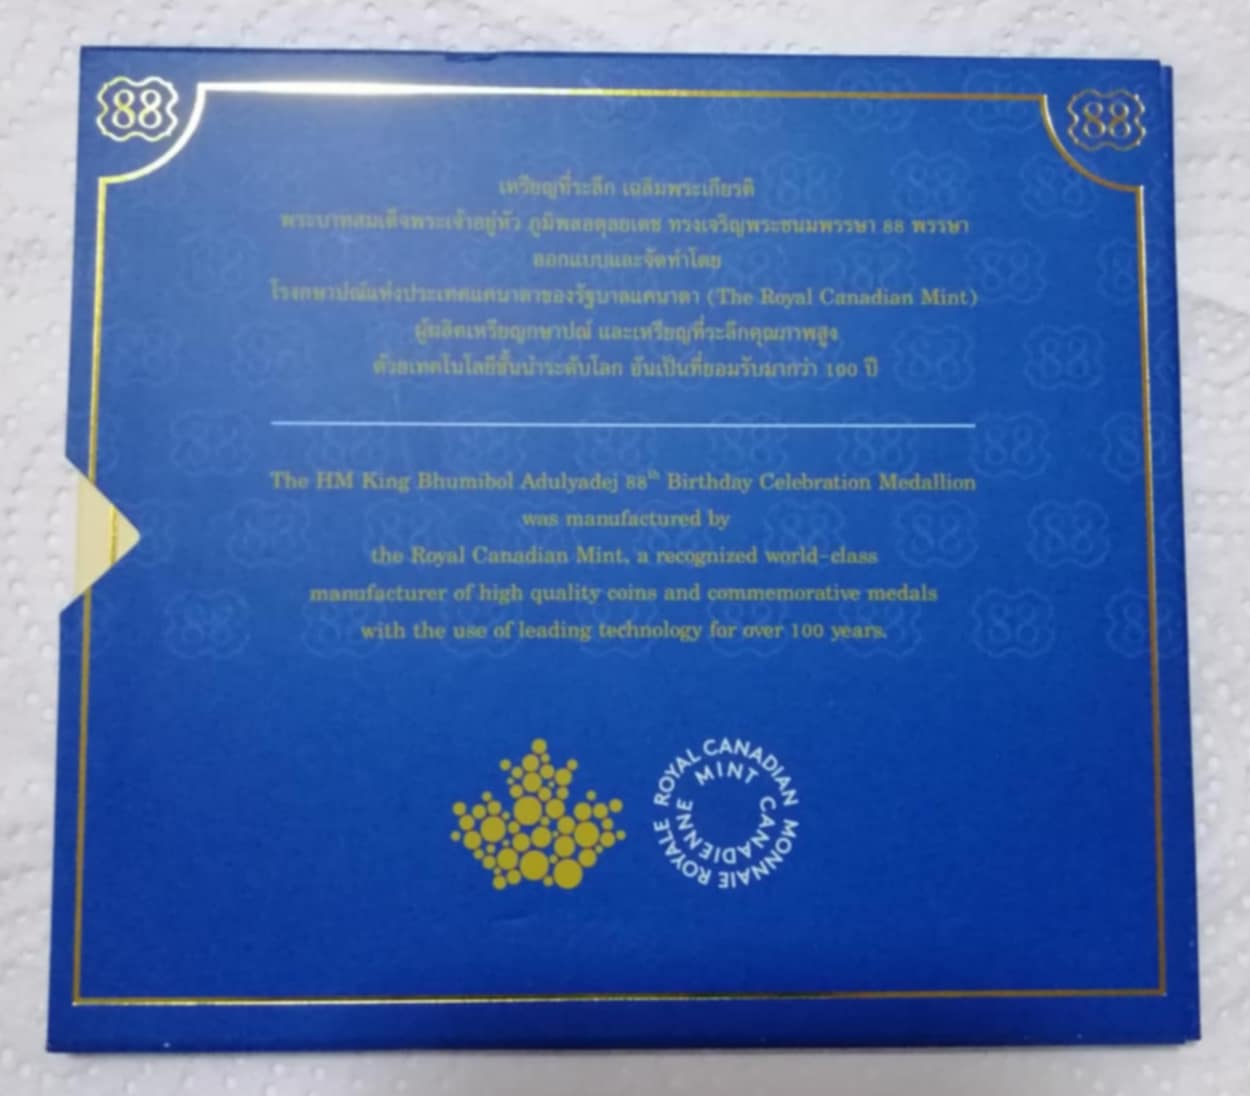 88
88
เหรียญที่ระลึก เฉลิมพระเกียรติ
พระบาทสมเด็จพระเจ้าอยู่หัว ภูมิพลอดุลยเดช ทรงเจริญพระชนมพรรษา 88 พรรษา
ออกแบบและจัดทำโดย
โรงกษาปณ์แห่งประเทศแคนาดาของรัฐบาลแคนาดา (The Royal Canadian Mint)
ผู้ผลิตเหรียญกษาปณ์ และเหรียญที่ระลึกคุณภาพสูง
ด้วยเทคโนโลยีชั้นนำระดับโลก อันเป็นที่ยอมรับมากว่า 100 ปี
The HM King Bhumibol Adulyadej 88th Birthday Celebration Medallion
was manufactured by
the Royal Canadian Mint, a recognized world-class
manufacturer of high quality coins and commemorative medals
with the use of leading technology for over 100 years.
ROYAL CANADIAN MINT
MONNAIE ROYALE CANADIENNE